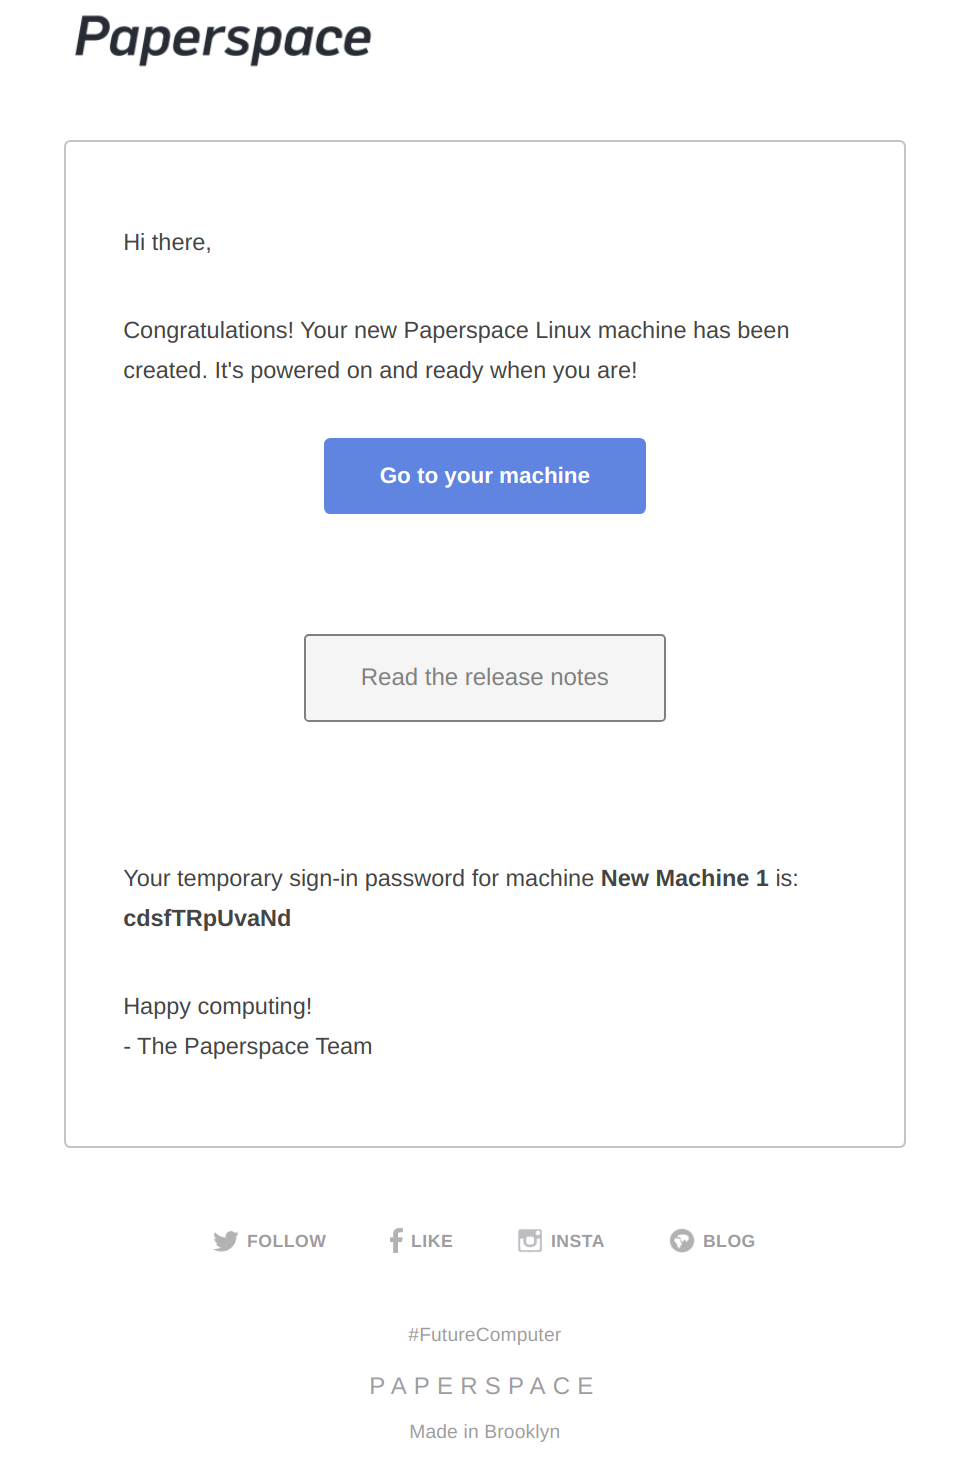 Paperspace
Hi there,
Congratulations! Your new Paperspace Linux machine has been
created. It's powered on and ready when you are!
Go to your machine
Read the release notes
Your temporary sign-in password for machine New Machine 1 is:
cdsfTRpUvaNd
Happy computing!
- The Paperspace Team
FOLLOW LIKE INSTA BLOG
#FutureComputer
PAPERSPACE
Made in Brooklyn